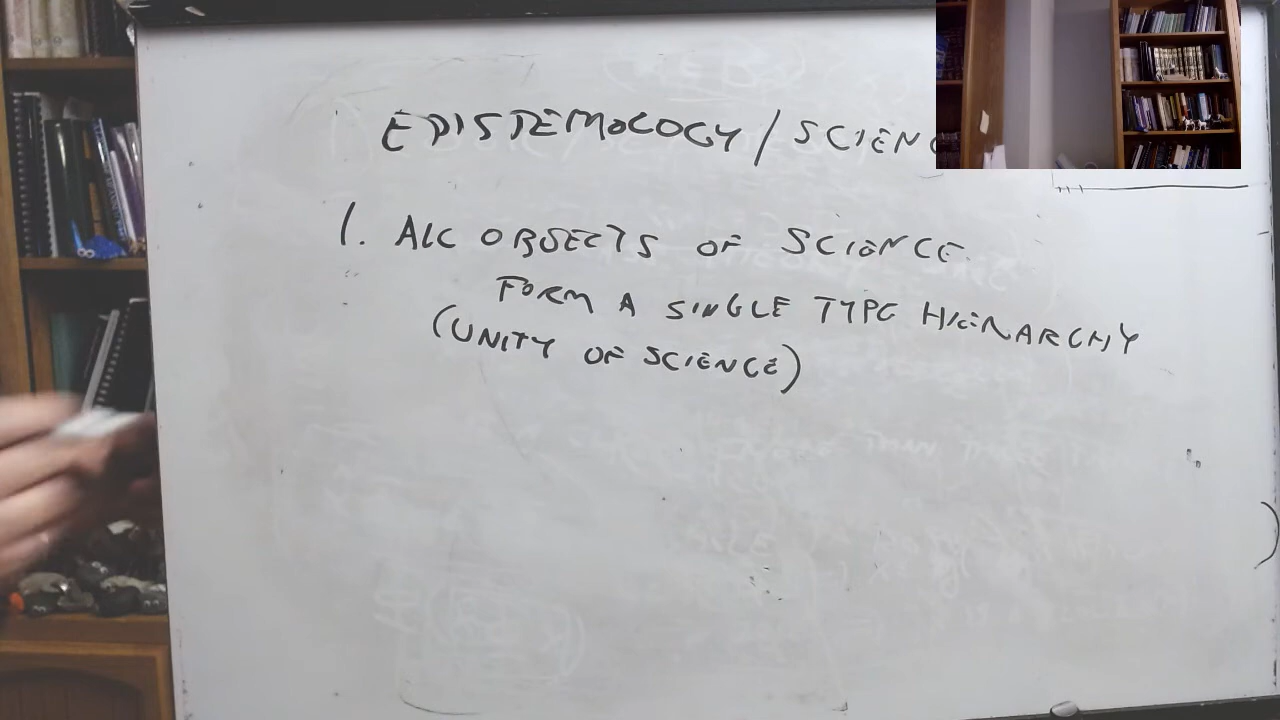 EPISTEMOLOGY / SCIENC
1. ALL OBJECTS OF SCIENCE
FORM A SINGLE TYPE HIERARCHY
(UNITY OF SCIENCE)